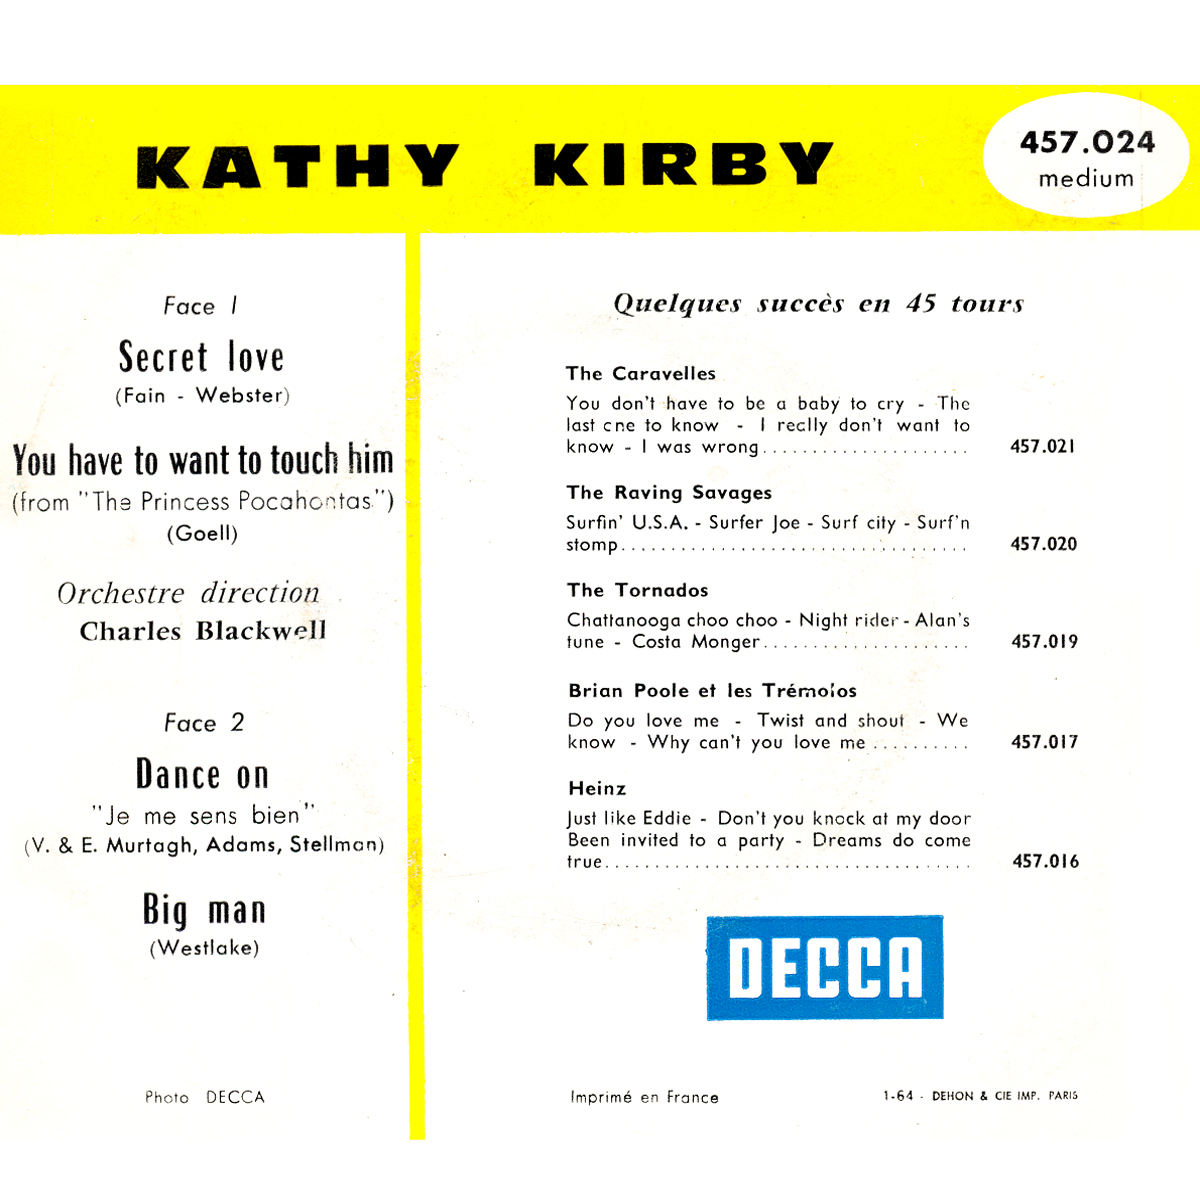 KATHY KIRBY
457.024
medium
Face 1
Secret love
(Fain - Webster)
You have to want to touch him
(from "The Princess Pocahontas")
(Goell)
Orchestre direction
Charles Blackwell
Face 2
Dance on
"Je me sens bien"
(V. & E. Murtagh, Adams, Stellman)
Big man
(Westlake)
Photo DECCA
Quelques succès en 45 tours
The Caravelles
You don't have to be a baby to cry - The
last one to know - I really don't want to
know - I was wrong..................... 457.021
The Raving Savages
Surfin' U.S.A. - Surfer Joe - Surf city - Surf'n
stomp................................... 457.020
The Tornados
Chattanooga choo choo - Night rider - Alan's
tune - Costa Monger..................... 457.019
Brian Poole et les Trémolos
Do you love me - Twist and shout - We
know - Why can't you love me .......... 457.017
Heinz
Just like Eddie - Don't you knock at my door
Been invited to a party - Dreams do come
true..................................... 457.016
DECCA
Imprimé en France
1-64 - DEHON & CIE IMP. PARIS